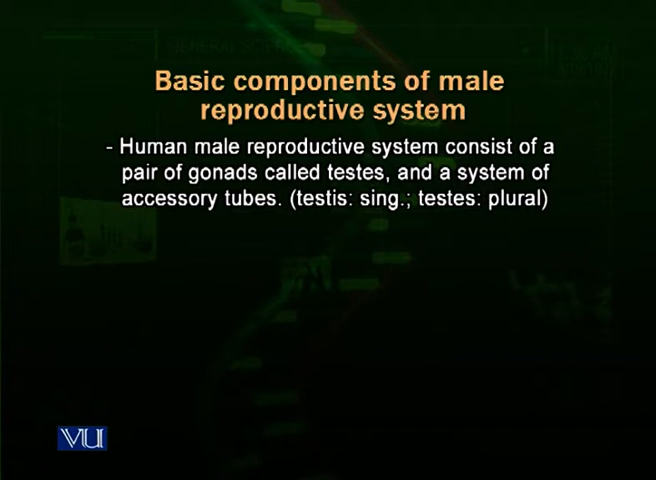 Basic components of male
reproductive system
- Human male reproductive system consist of a
pair of gonads called testes, and a system of
accessory tubes. (testis: sing.; testes: plural)
VU